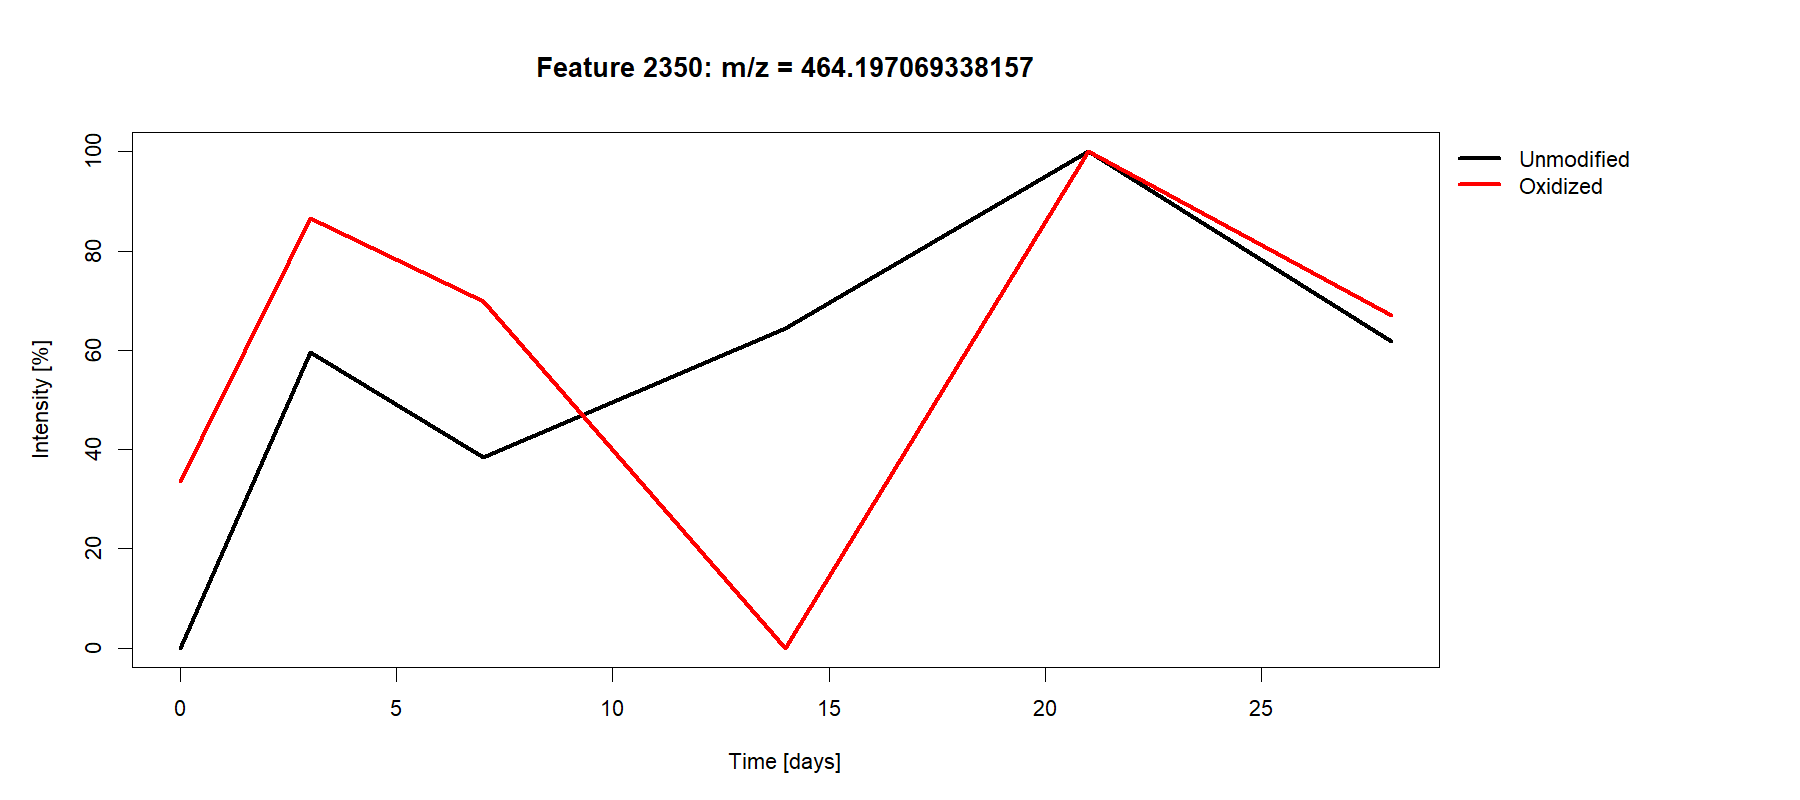 Feature 2350: m/z = 464.197069338157
Unmodified
Oxidized
Intensity [%]
100
80
60
40
20
0
0 5 10 15 20 25
Time [days]